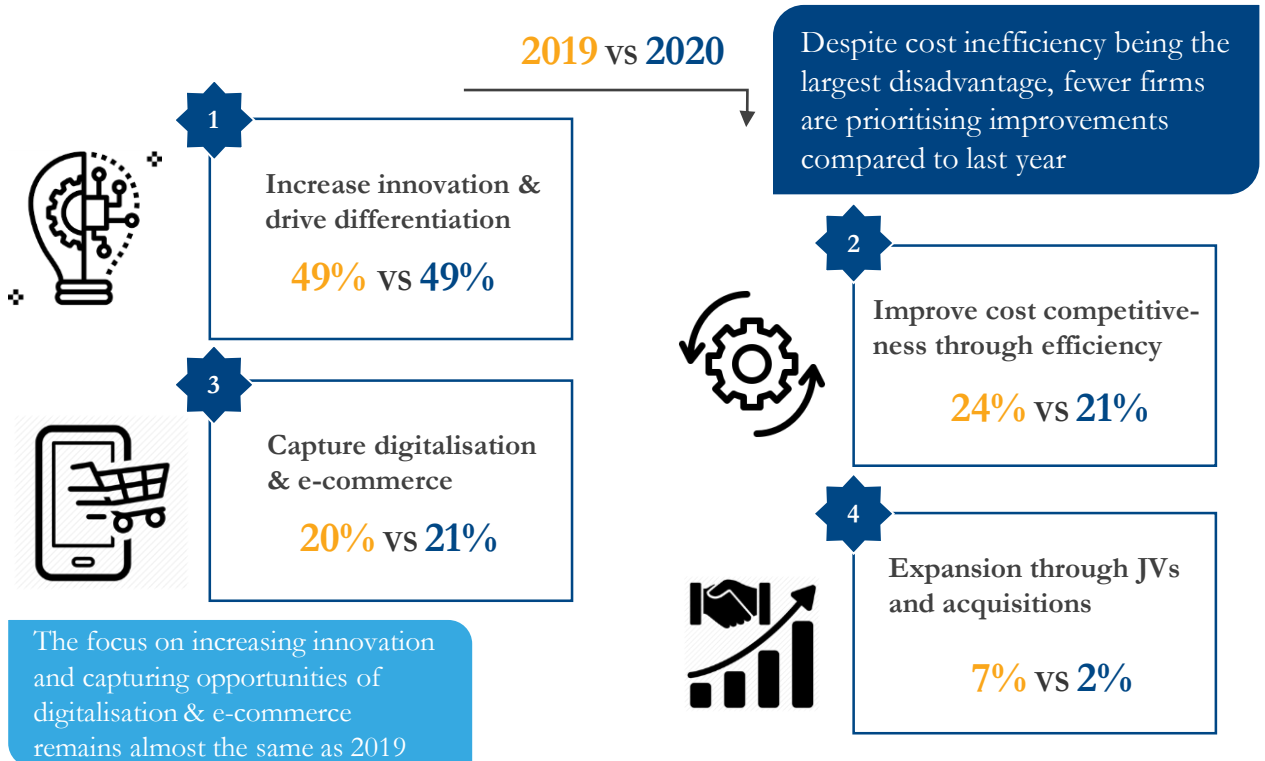 2019 vs 2020
Despite cost inefficiency being the
largest disadvantage, fewer firms
are prioritising improvements
compared to last year
1
Increase innovation &
drive differentiation
49% vs 49%
2
Improve cost competitive-
ness through efficiency
24% vs 21%
3
Capture digitalisation
& e-commerce
20% vs 21%
4
Expansion through JVs
and acquisitions
7% vs 2%
The focus on increasing innovation
and capturing opportunities of
digitalisation & e-commerce
remains almost the same as 2019